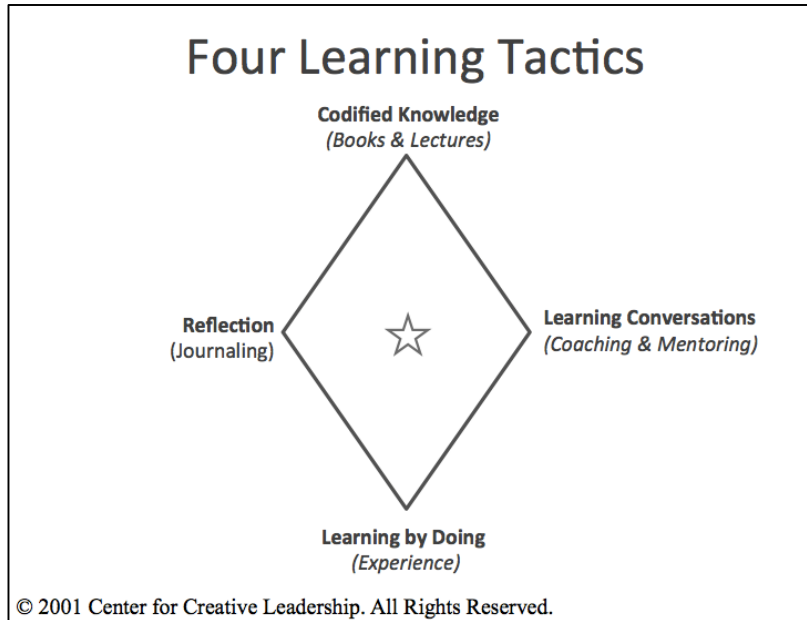 Four Learning Tactics
Codified Knowledge
(Books & Lectures)
Reflection
(Journaling)
Learning Conversations
(Coaching & Mentoring)
Learning by Doing
(Experience)
© 2001 Center for Creative Leadership. All Rights Reserved.